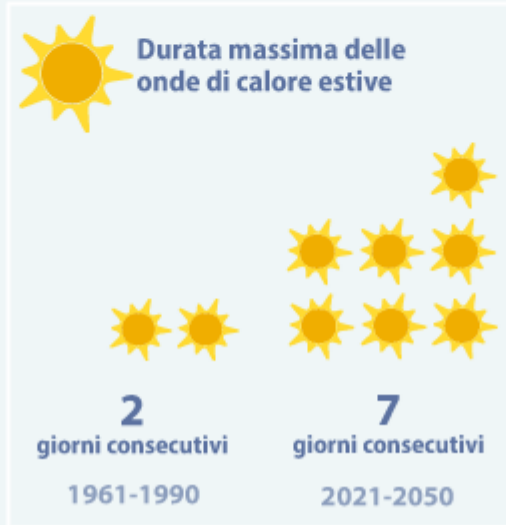 Durata massima delle
onde di calore estive
2
giorni consecutivi
1961-1990
7
giorni consecutivi
2021-2050